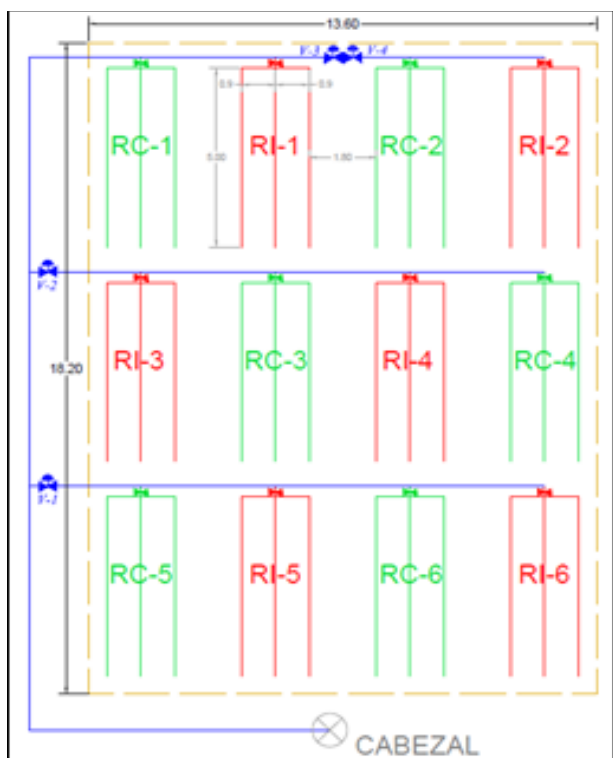 13.60
V-3 V-4
0.9 0.9
RC-1 RI-1 RC-2 RI-2
5.00 1.80
V-2
RI-3 RC-3 RI-4 RC-4
18.20
V-1
RC-5 RI-5 RC-6 RI-6
CABEZAL